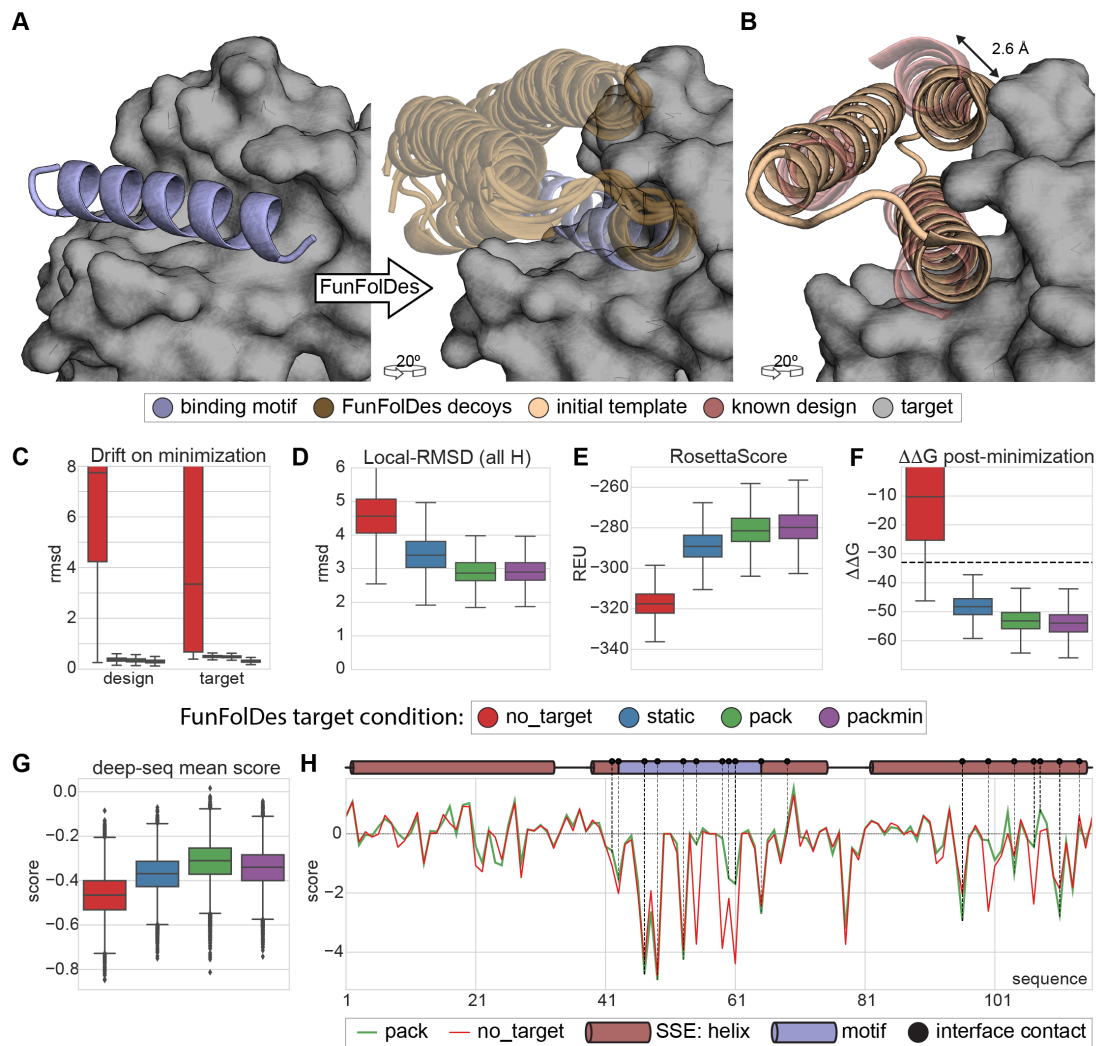 A
B
2.6 Å
FunFolDes
20º
20º
binding motif
FunFolDes decoys
initial template
known design
target
C
Drift on minimization
8
6
4
2
0
rmsd
design
target
D
Local-RMSD (all H)
6
5
4
3
2
1
0
rmsd
E
RosettaScore
−260
−280
−300
−320
−340
REU
F
ΔΔG post-minimization
−10
−20
−30
−40
−50
−60
ΔΔG
FunFolDes target condition:
no_target
static
pack
packmin
G
deep-seq mean score
0.0
−0.2
−0.4
−0.6
−0.8
score
H
0
−2
−4
score
sequence
1
21
41
61
81
101
pack
no_target
SSE: helix
motif
interface contact